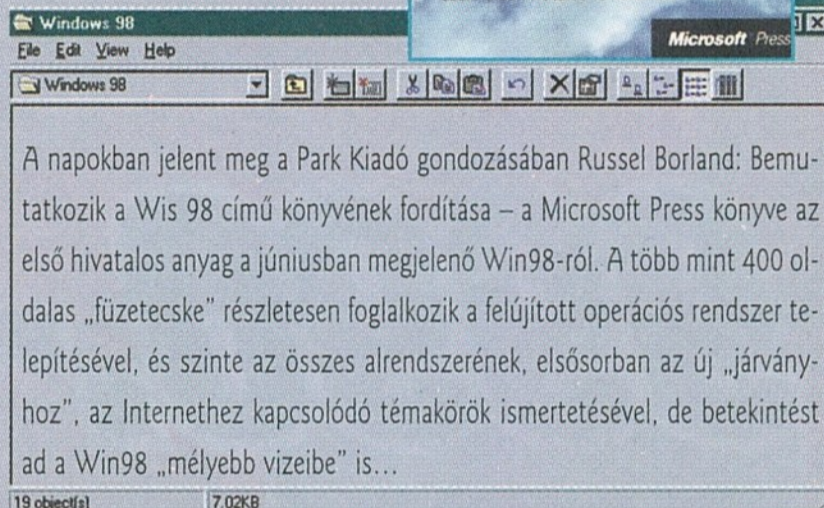 Microsoft Press
Windows 98
File Edit View Help
Windows 98
A napokban jelent meg a Park Kiadó gondozásában Russel Borland: Bemu-
tatkozik a Wis 98 című könyvének fordítása – a Microsoft Press könyve az
első hivatalos anyag a júniusban megjelenő Win98-ról. A több mint 400 ol-
dalas „füzetecske” részletesen foglalkozik a felújított operációs rendszer te-
lepítésével, és szinte az összes alrendszerének, elsősorban az új „járvány-
hoz”, az Internethez kapcsolódó témakörök ismertetésével, de betekintést
ad a Win98 „mélyebb vizeibe” is...
19 object(s) 7.02KB